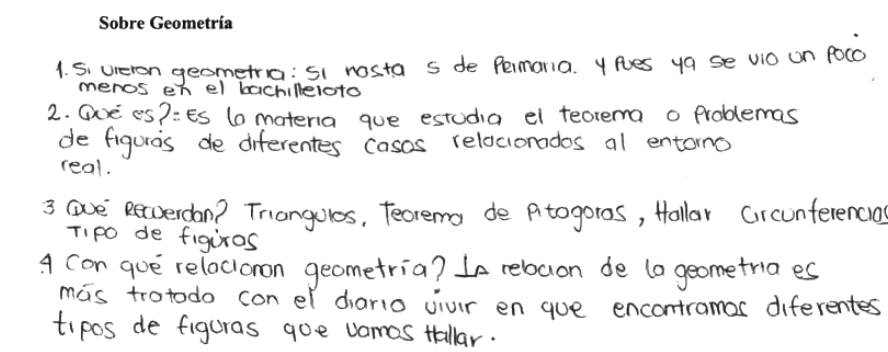 Sobre Geometría
1. Si vieron geometria: Si hasta 5 de Primaria. y Pues ya se vio un Poco
menos en el bachillerato
2. Qué es?: Es la materia que estudia el teorema o Problemas
de figuras de diferentes casos relacionados al entorno
real.
3 Qué Recuerdan? Triangulos, Teorema de Pitagoras, Hallar Circunferencias
Tipo de figuras
4 Con qué relacionan geometría? La relacion de la geometria es
más tratado con el diario vivir en que encontramos diferentes
tipos de figuras que vamos Hallar.